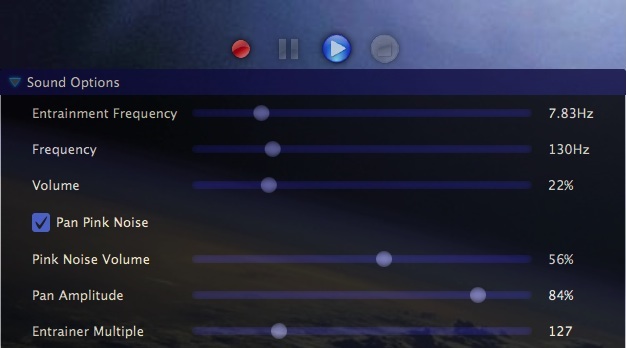 Sound Options
Entrainment Frequency 7.83Hz
Frequency 130Hz
Volume 22%
Pan Pink Noise
Pink Noise Volume 56%
Pan Amplitude 84%
Entrainer Multiple 127